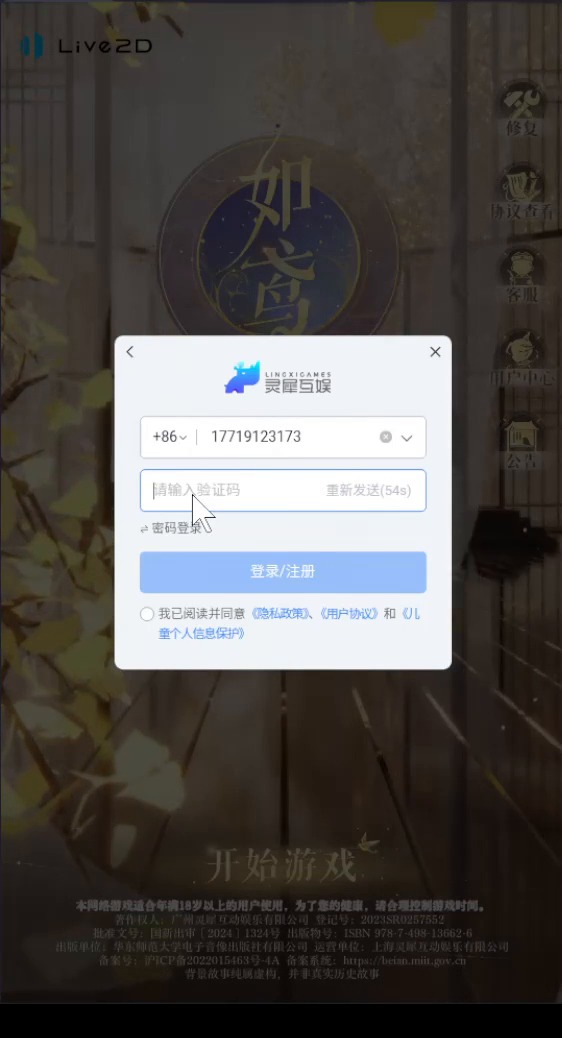 Live2D
修复
如鸢
协议查看
客服
LINGXIGAMES
灵犀互娱
用户中心
+86 17719123173
公告
请输入验证码 重新发送(54s)
⇌ 密码登录
登录/注册
我已阅读并同意《隐私政策》、《用户协议》和《儿
童个人信息保护》
开始游戏
本网络游戏适合年满18岁以上的用户使用，为了您的健康，请合理控制游戏时间。
著作权人：广州灵犀互动娱乐有限公司 登记号：2023SR0257552
批准文号：国新出审［2024］1324号 出版物号：ISBN 978-7-498-13662-6
出版单位：华东师范大学电子音像出版社有限公司 运营单位：上海灵犀互动娱乐有限公司
备案号：沪ICP备2022015463号-4A 备案系统：https://beian.miit.gov.cn
背景故事纯属虚构，并非真实历史故事